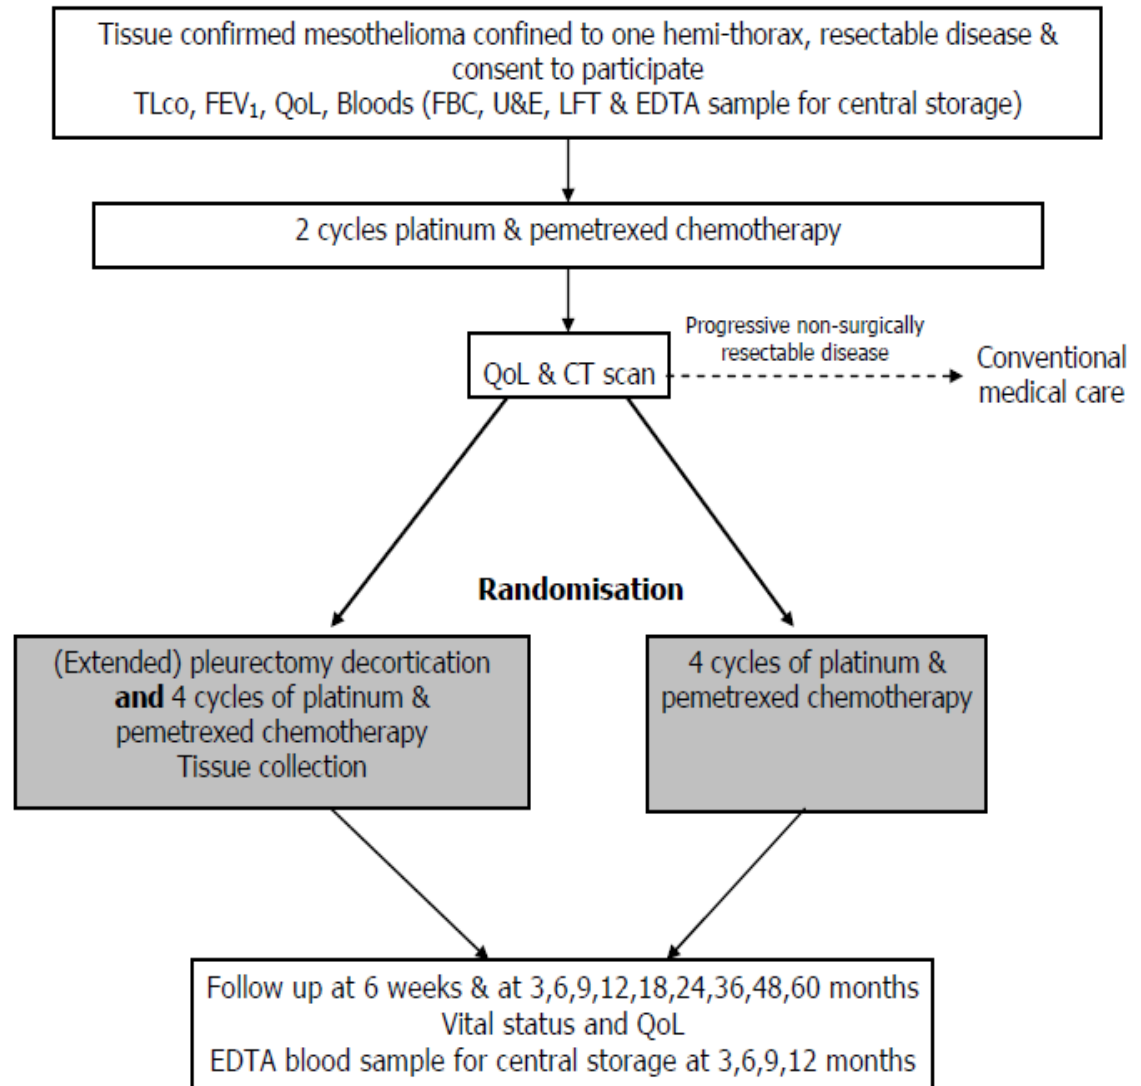 Tissue confirmed mesothelioma confined to one hemi-thorax, resectable disease &
consent to participate
TLco, FEV₁, QoL, Bloods (FBC, U&E, LFT & EDTA sample for central storage)
2 cycles platinum & pemetrexed chemotherapy
QoL & CT scan
Progressive non-surgically
resectable disease
Conventional
medical care
Randomisation
(Extended) pleurectomy decortication
and 4 cycles of platinum &
pemetrexed chemotherapy
Tissue collection
4 cycles of platinum &
pemetrexed chemotherapy
Follow up at 6 weeks & at 3,6,9,12,18,24,36,48,60 months
Vital status and QoL
EDTA blood sample for central storage at 3,6,9,12 months